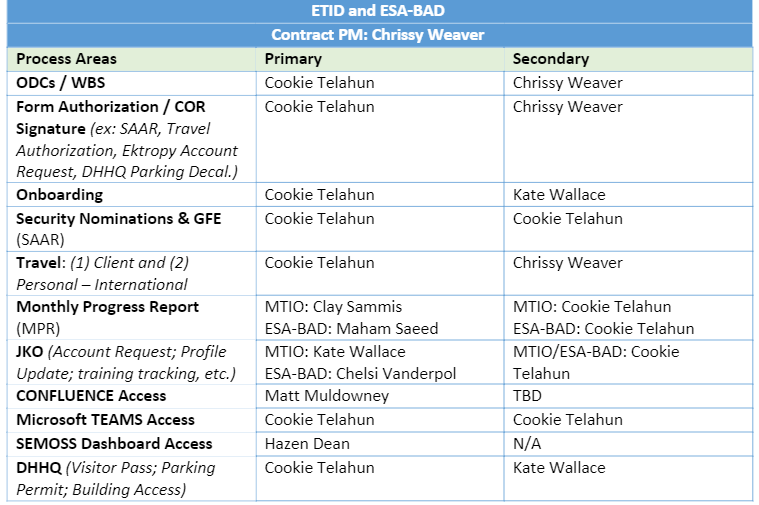 ETID and ESA-BAD
Contract PM: Chrissy Weaver
Process Areas Primary Secondary
ODCs / WBS Cookie Telahun Chrissy Weaver
Form Authorization / COR Cookie Telahun Chrissy Weaver
Signature (ex: SAAR, Travel
Authorization, Ektropy Account
Request, DHHQ Parking Decal.)
Onboarding Cookie Telahun Kate Wallace
Security Nominations & GFE Cookie Telahun Cookie Telahun
(SAAR)
Travel: (1) Client and (2) Cookie Telahun Chrissy Weaver
Personal – International
Monthly Progress Report MTIO: Clay Sammis MTIO: Cookie Telahun
(MPR) ESA-BAD: Maham Saeed ESA-BAD: Cookie Telahun
JKO (Account Request; Profile MTIO: Kate Wallace MTIO/ESA-BAD: Cookie
Update; training tracking, etc.) ESA-BAD: Chelsi Vanderpol Telahun
CONFLUENCE Access Matt Muldowney TBD
Microsoft TEAMS Access Cookie Telahun Cookie Telahun
SEMOSS Dashboard Access Hazen Dean N/A
DHHQ (Visitor Pass; Parking Cookie Telahun Kate Wallace
Permit; Building Access)